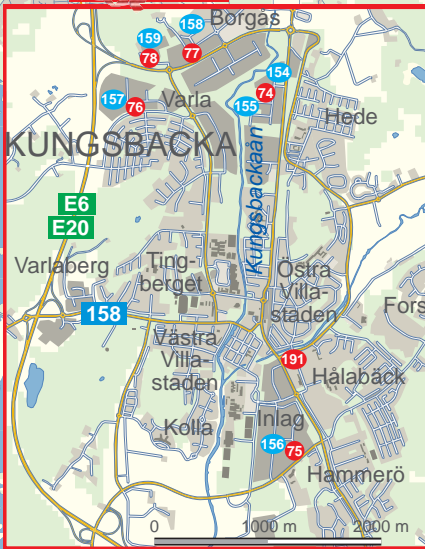 Borgås
158
159
77
78
154
74
157
76
Varla
155
Hede
KUNGSBACKA
Kungsbackaån
E6
E20
Varlaberg
Ting-
berget
Östra
Villa-
staden
158
Fors
Västra
Villa-
staden
191
Hålabäck
Kolla
Inlag
156
75
Hammerö
0
1000 m
2000 m